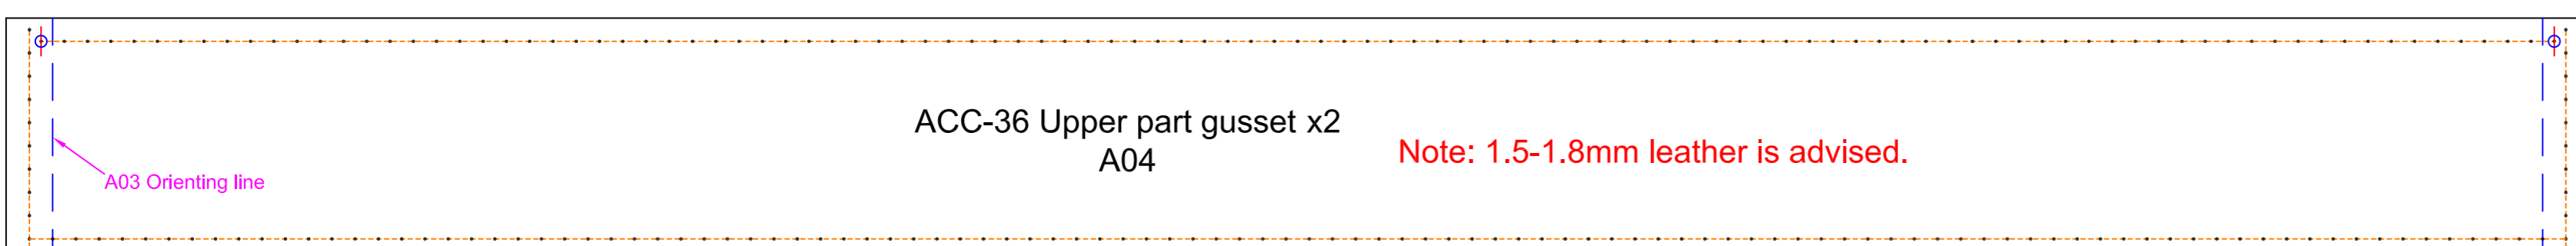 ACC-36 Upper part gusset x2
A04
Note: 1.5-1.8mm leather is advised.
A03 Orienting line